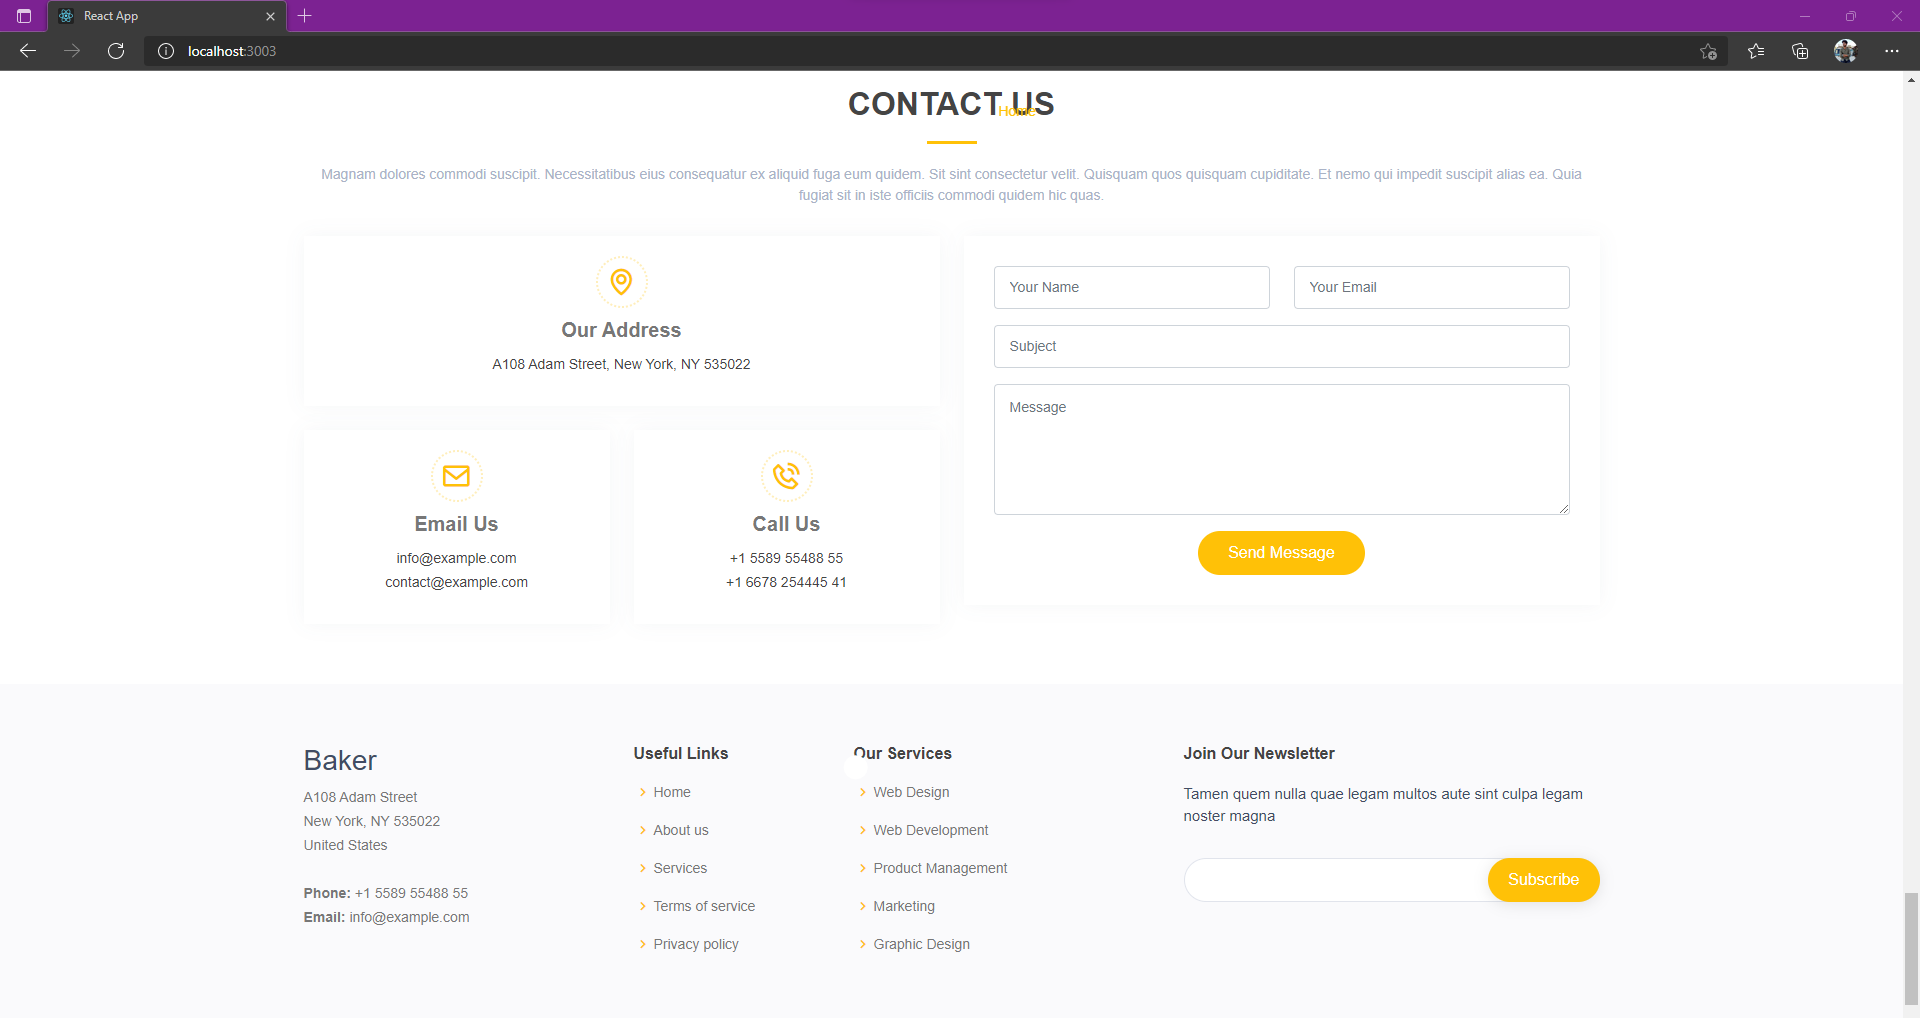 React App
localhost:3003
CONTACT US
Home
Magnam dolores commodi suscipit. Necessitatibus eius consequatur ex aliquid fuga eum quidem. Sit sint consectetur velit. Quisquam quos quisquam cupiditate. Et nemo qui impedit suscipit alias ea. Quia
fugiat sit in iste officiis commodi quidem hic quas.
Our Address
A108 Adam Street, New York, NY 535022
Email Us
info@example.com
contact@example.com
Call Us
+1 5589 55488 55
+1 6678 254445 41
Your Name
Your Email
Subject
Message
Send Message
Baker
A108 Adam Street
New York, NY 535022
United States
Phone: +1 5589 55488 55
Email: info@example.com
Useful Links
Home
About us
Services
Terms of service
Privacy policy
Our Services
Web Design
Web Development
Product Management
Marketing
Graphic Design
Join Our Newsletter
Tamen quem nulla quae legam multos aute sint culpa legam
noster magna
Subscribe